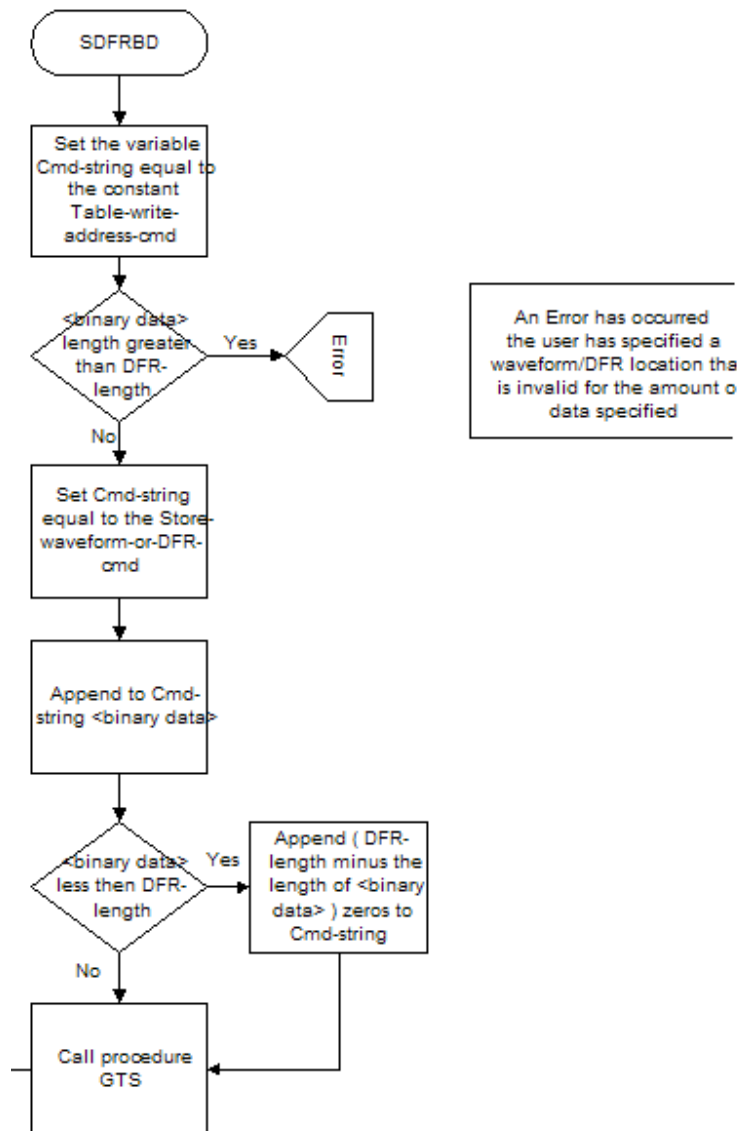 SDFRBD
Set the variable
Cmd-string equal to
the constant
Table-write-
address-cmd
<binary data>
length greater
than DFR-
length
Yes
Error
An Error has occurred
the user has specified a
waveform/DFR location tha
is invalid for the amount o
data specified
No
Set Cmd-string
equal to the Store-
waveform-or-DFR-
cmd
Append to Cmd-
string <binary data>
<binary data>
less then DFR-
length
Yes
Append ( DFR-
length minus the
length of <binary
data> ) zeros to
Cmd-string
No
Call procedure
GTS